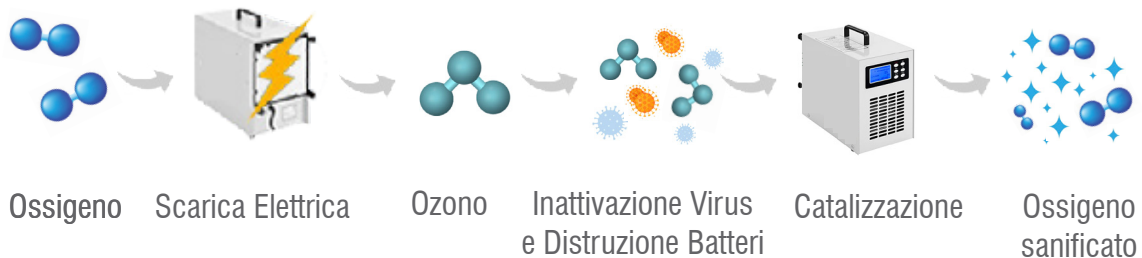 Ossigeno
Scarica Elettrica
Ozono
Inattivazione Virus
e Distruzione Batteri
Catalizzazione
Ossigeno
sanificato